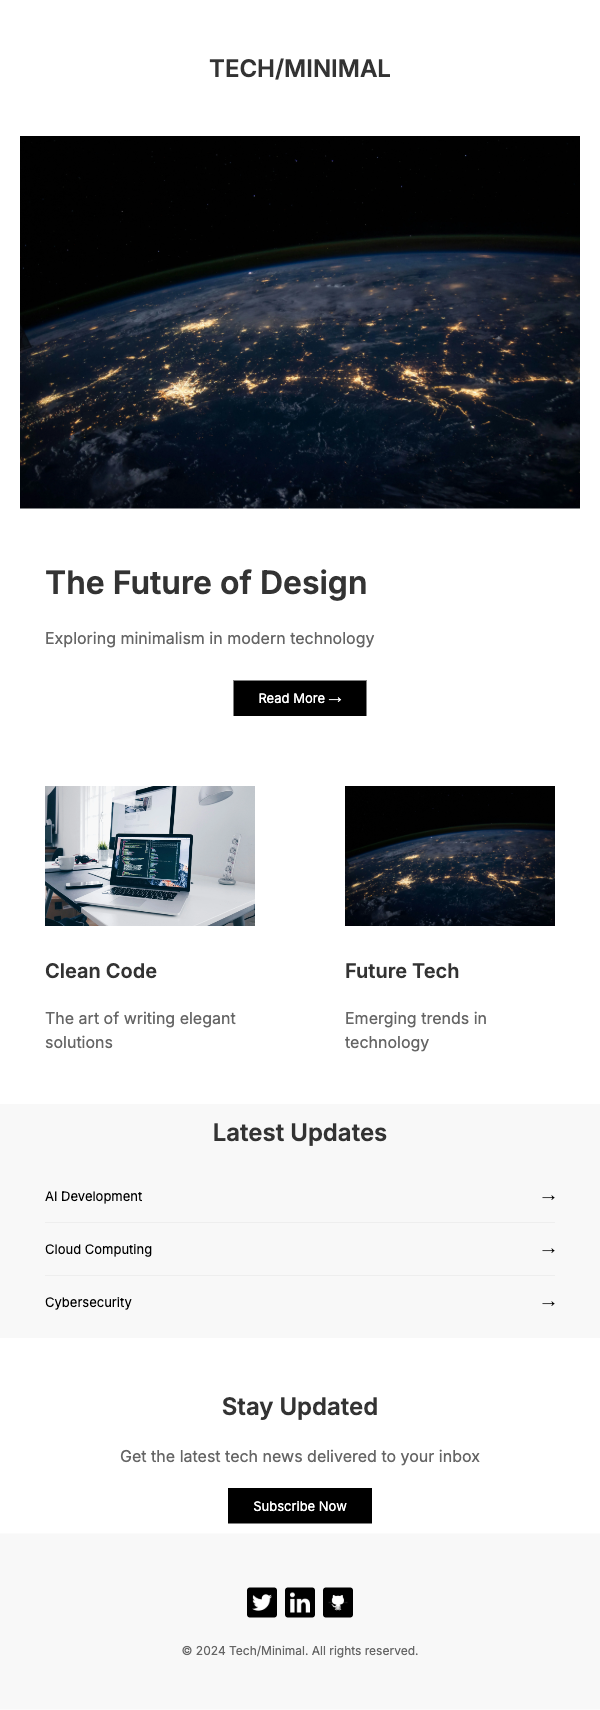 TECH/MINIMAL
The Future of Design
Exploring minimalism in modern technology
Read More →
Clean Code
The art of writing elegant
solutions
Future Tech
Emerging trends in
technology
Latest Updates
AI Development →
Cloud Computing →
Cybersecurity →
Stay Updated
Get the latest tech news delivered to your inbox
Subscribe Now
in
© 2024 Tech/Minimal. All rights reserved.